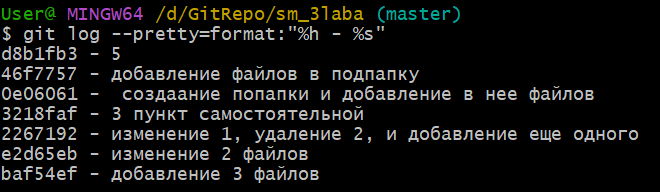 User@ MINGW64 /d/GitRepo/sm_3laba (master)
$ git log --pretty=format:"%h - %s"
d8b1fb3 - 5
46f7757 - добавление файлов в подпапку
0e06061 -  создаание попапки и добавление в нее файлов
3218faf - 3 пункт самостоятельной
2267192 - изменение 1, удаление 2, и добавление еще одного
e2d65eb - изменение 2 файлов
baf54ef - добавление 3 файлов